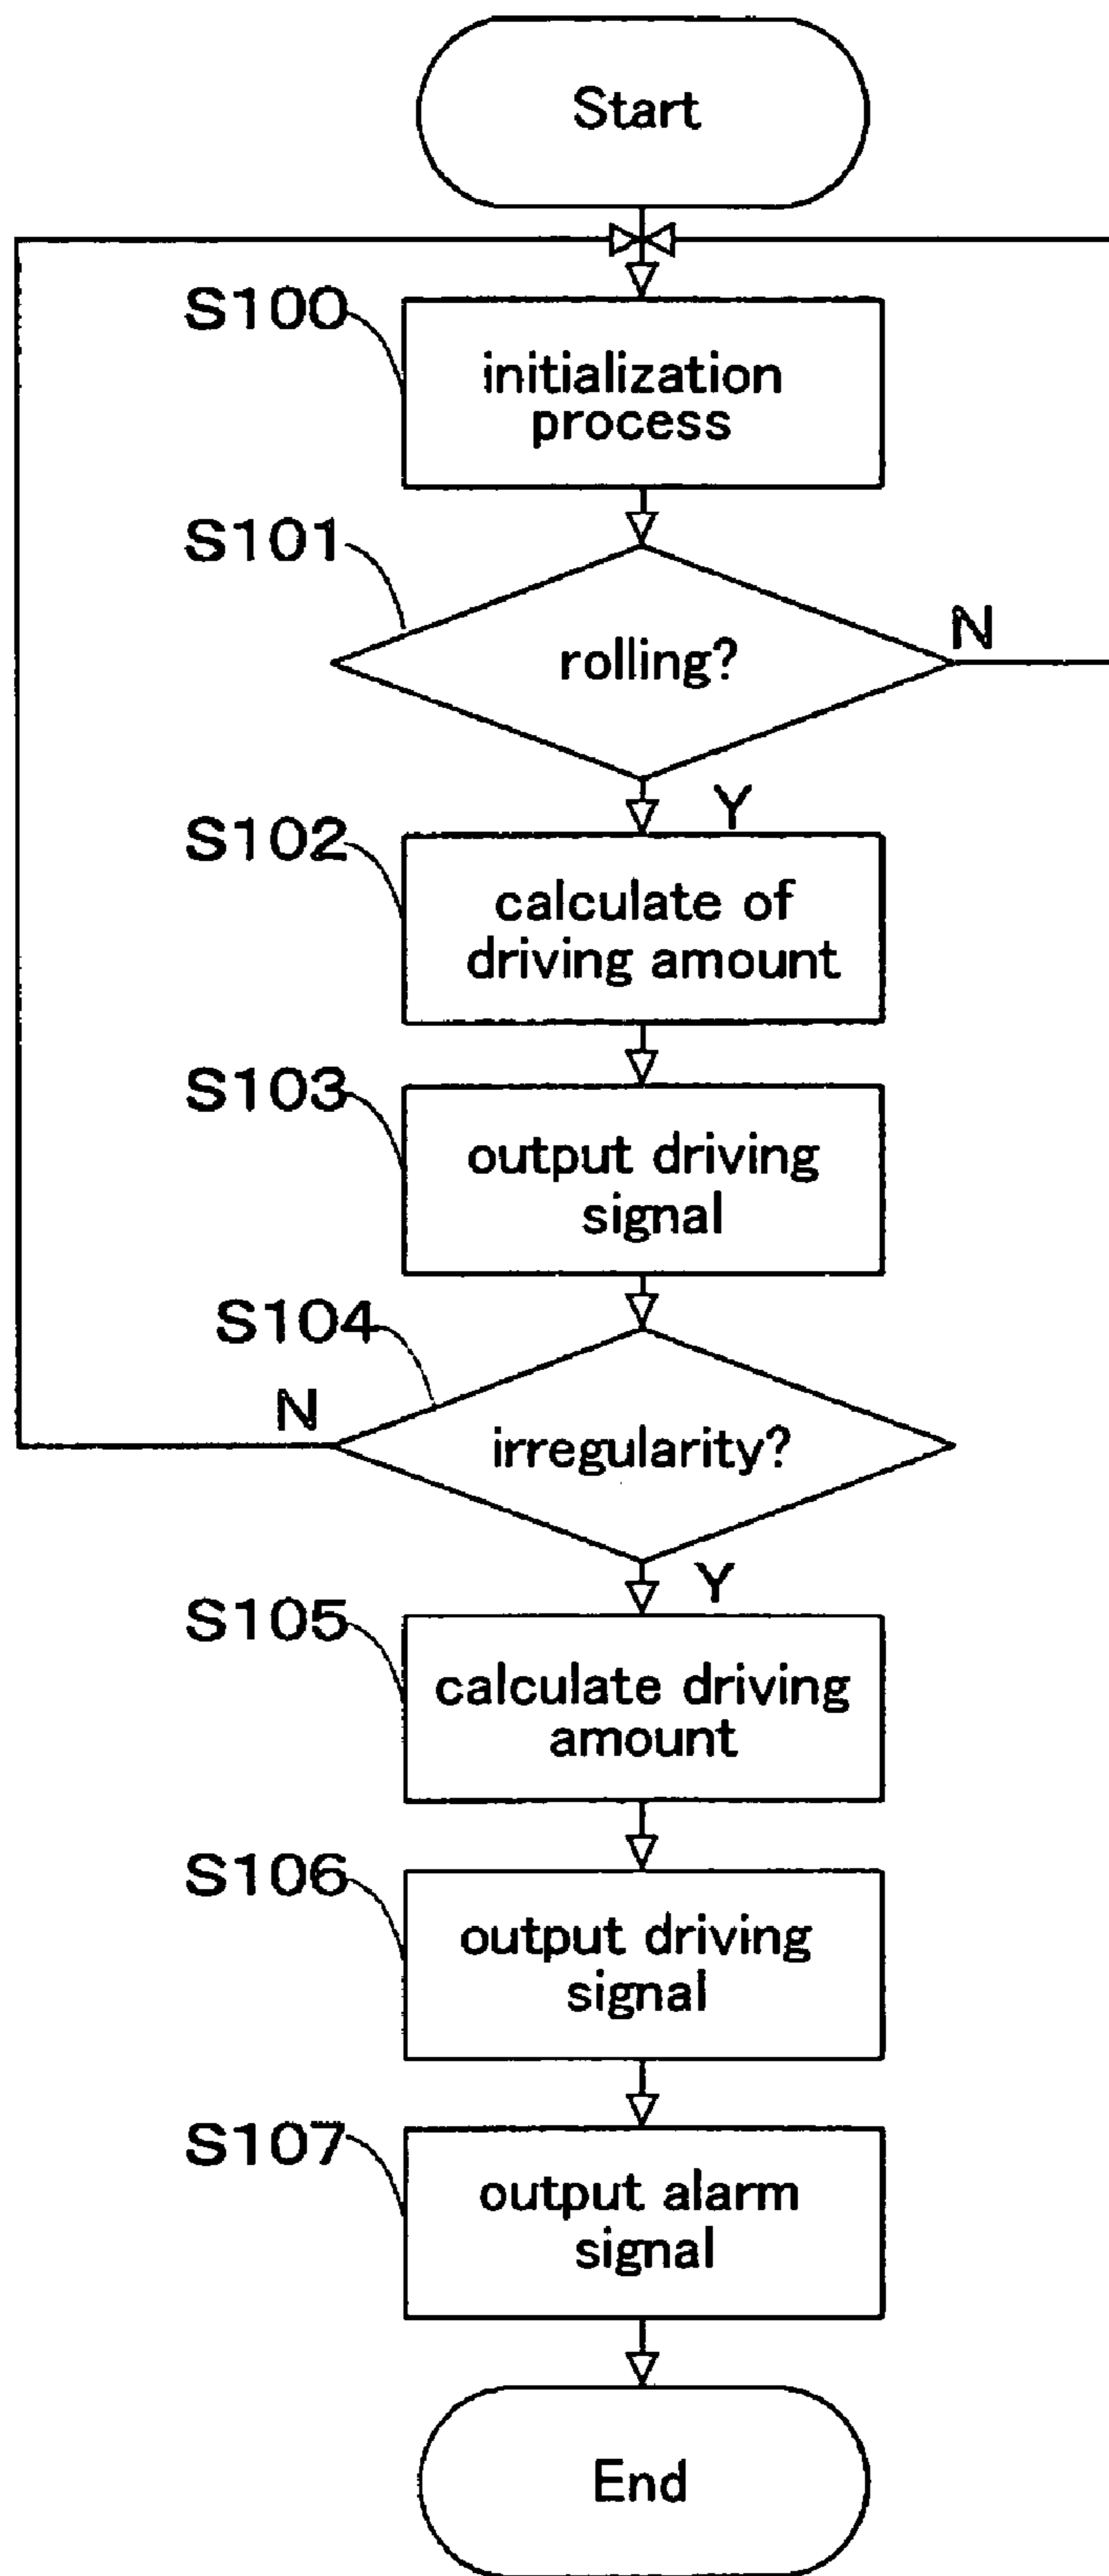 Start
S100
initialization
process
S101
rolling?
N
Y
S102
calculate of
driving amount
S103
output driving
signal
S104
N
irregularity?
Y
S105
calculate driving
amount
S106
output driving
signal
S107
output alarm
signal
End